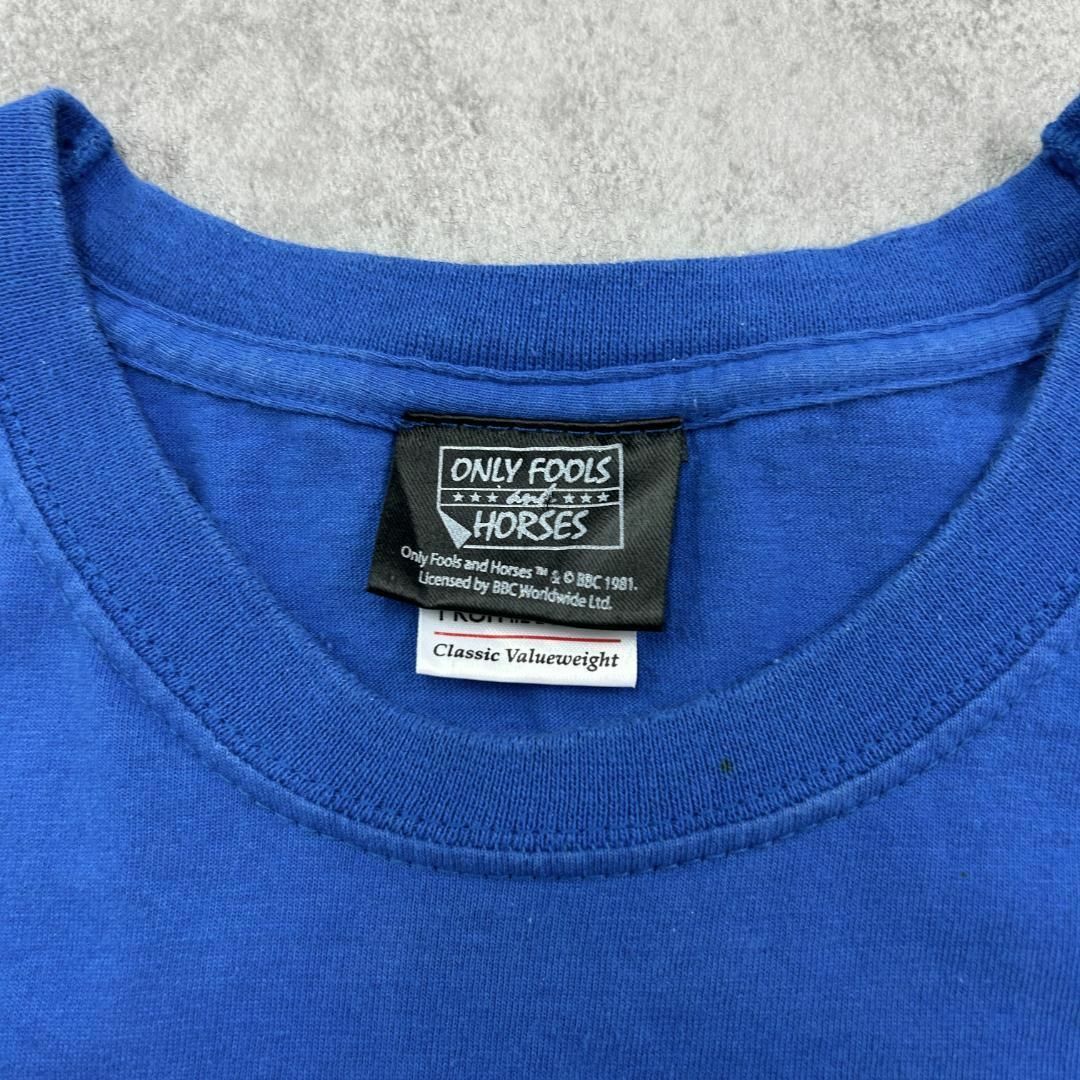 ONLY FOOLS
and
HORSES
Only Fools and Horses ™ & © BBC 1981.
Licensed by BBC Worldwide Ltd.
Classic Valueweight